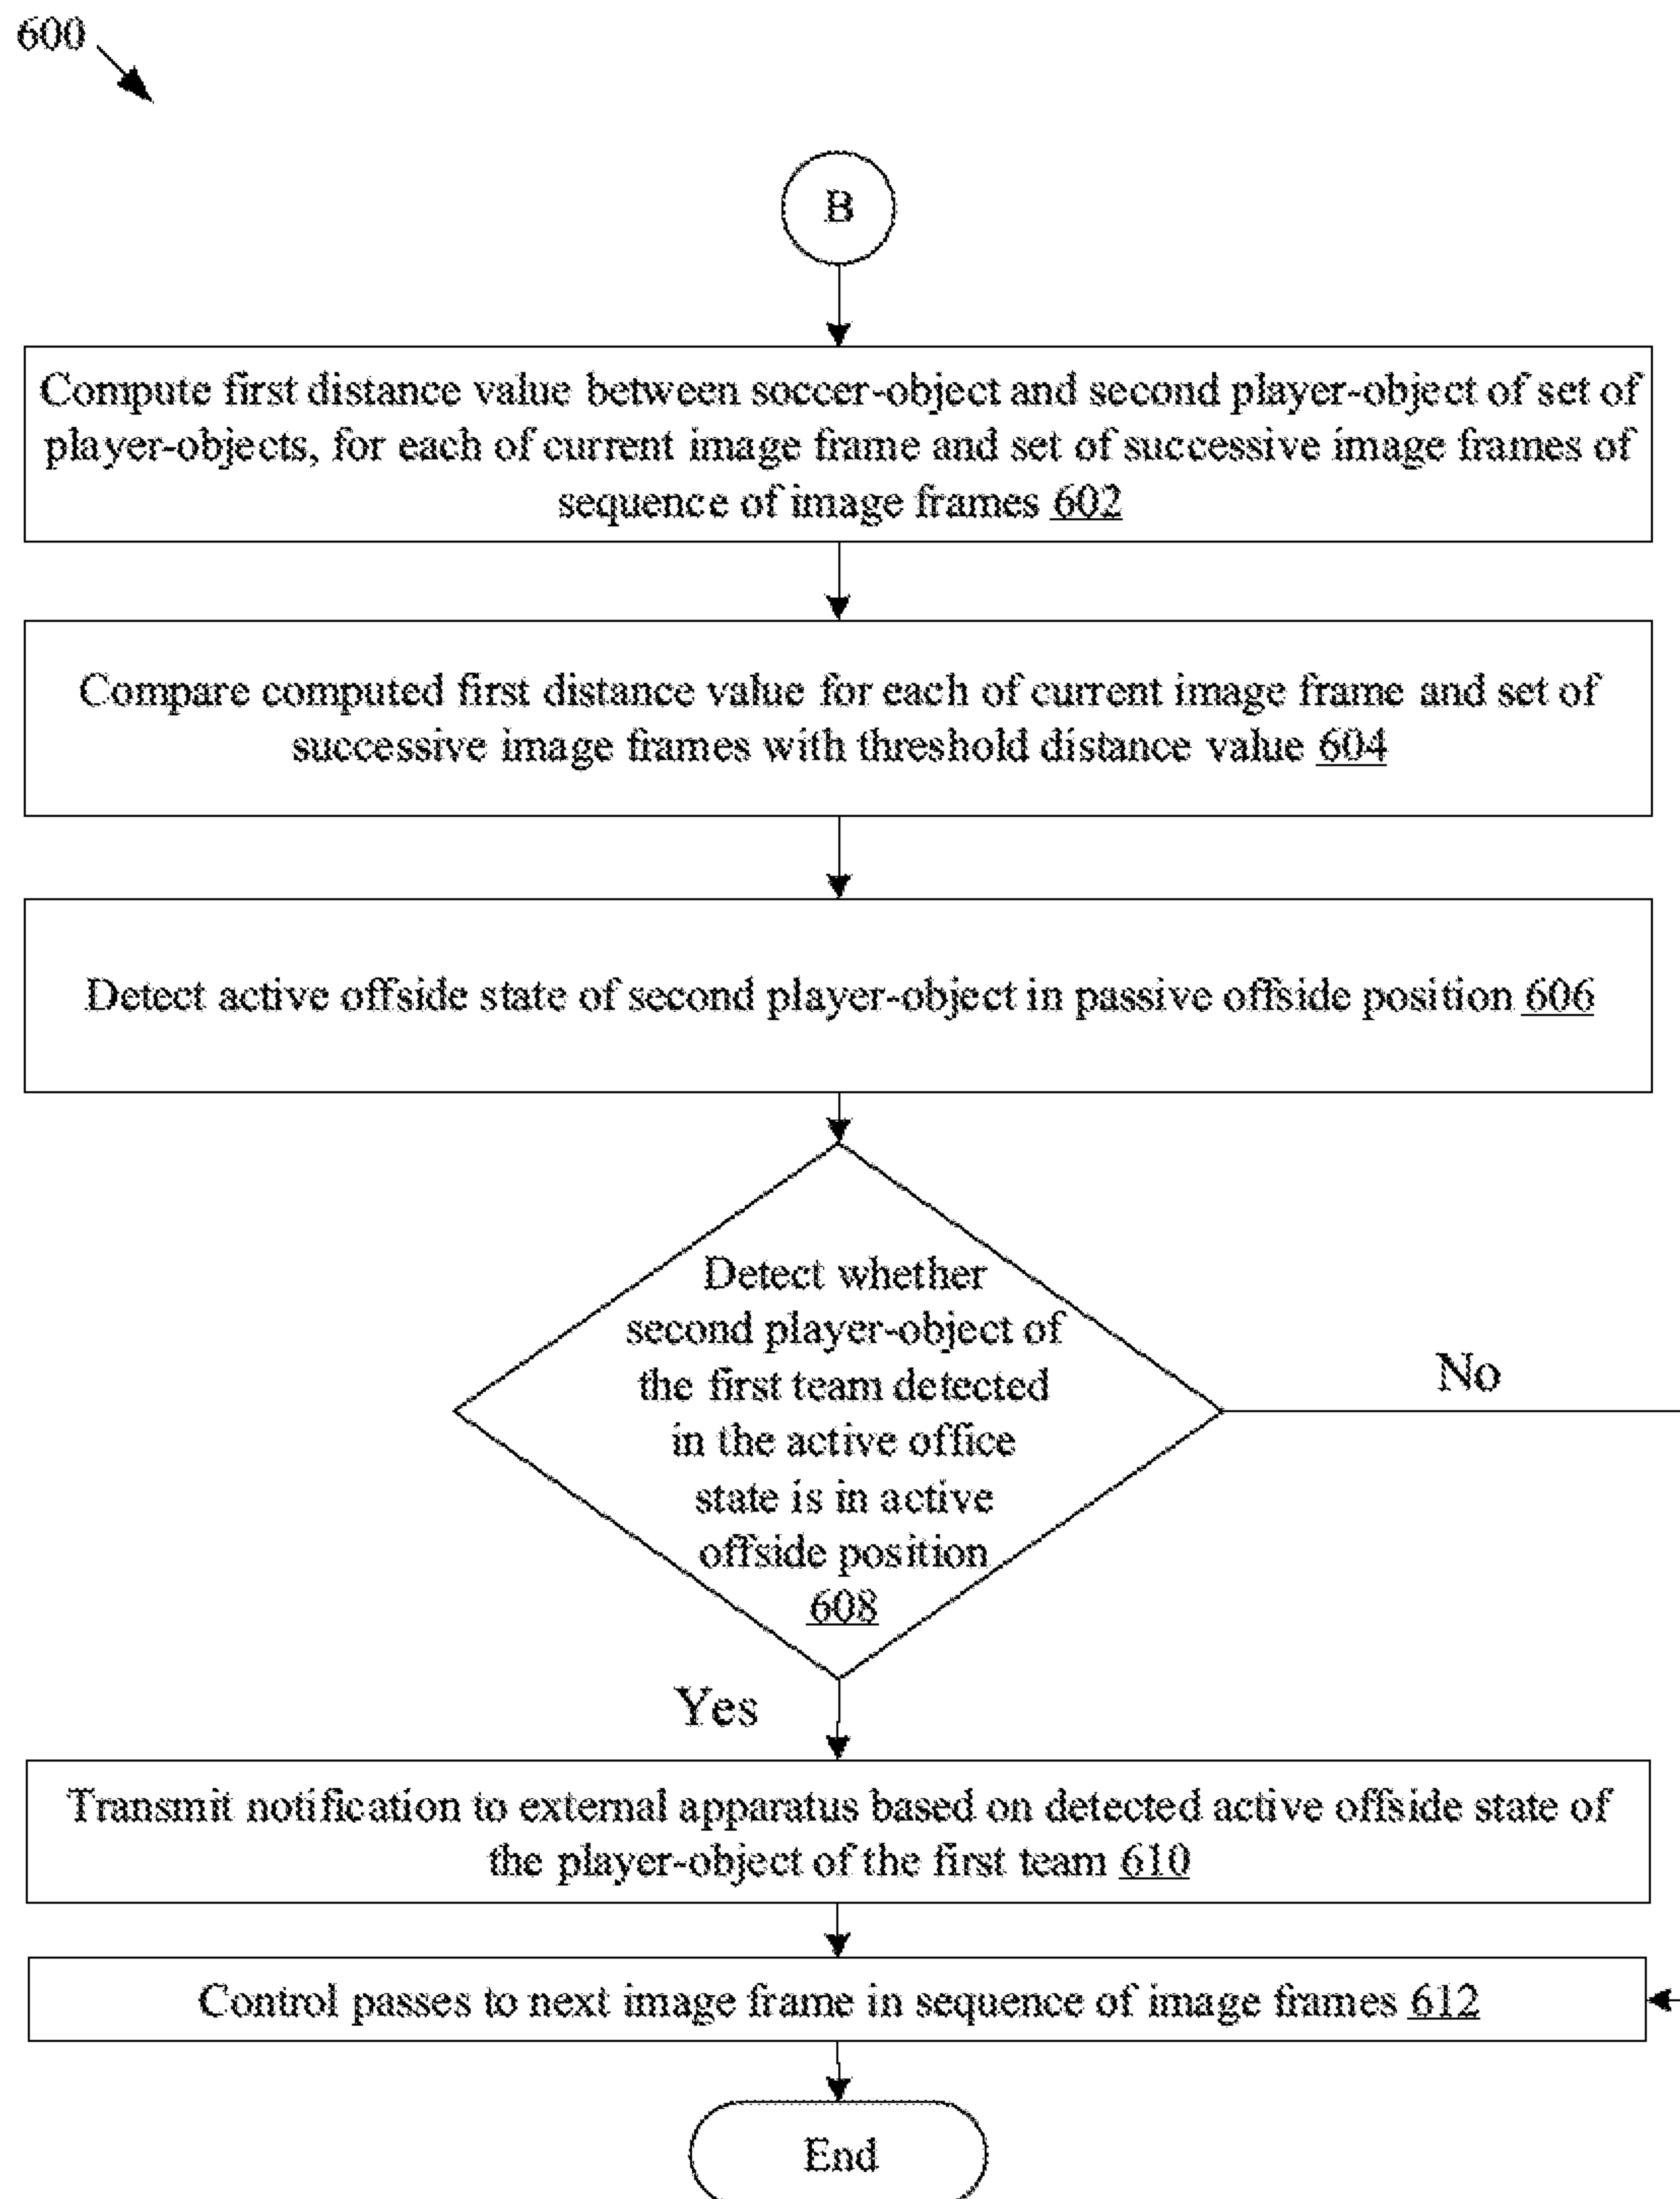 600
B
Compute first distance value between soccer-object and second player-object of set of
player-objects, for each of current image frame and set of successive image frames of
sequence of image frames 602
Compare computed first distance value for each of current image frame and set of
successive image frames with threshold distance value 604
Detect active offside state of second player-object in passive offside position 606
Detect whether
second player-object of
the first team detected
in the active office
state is in active
offside position
608
No
Yes
Transmit notification to external apparatus based on detected active offside state of
the player-object of the first team 610
Control passes to next image frame in sequence of image frames 612
End